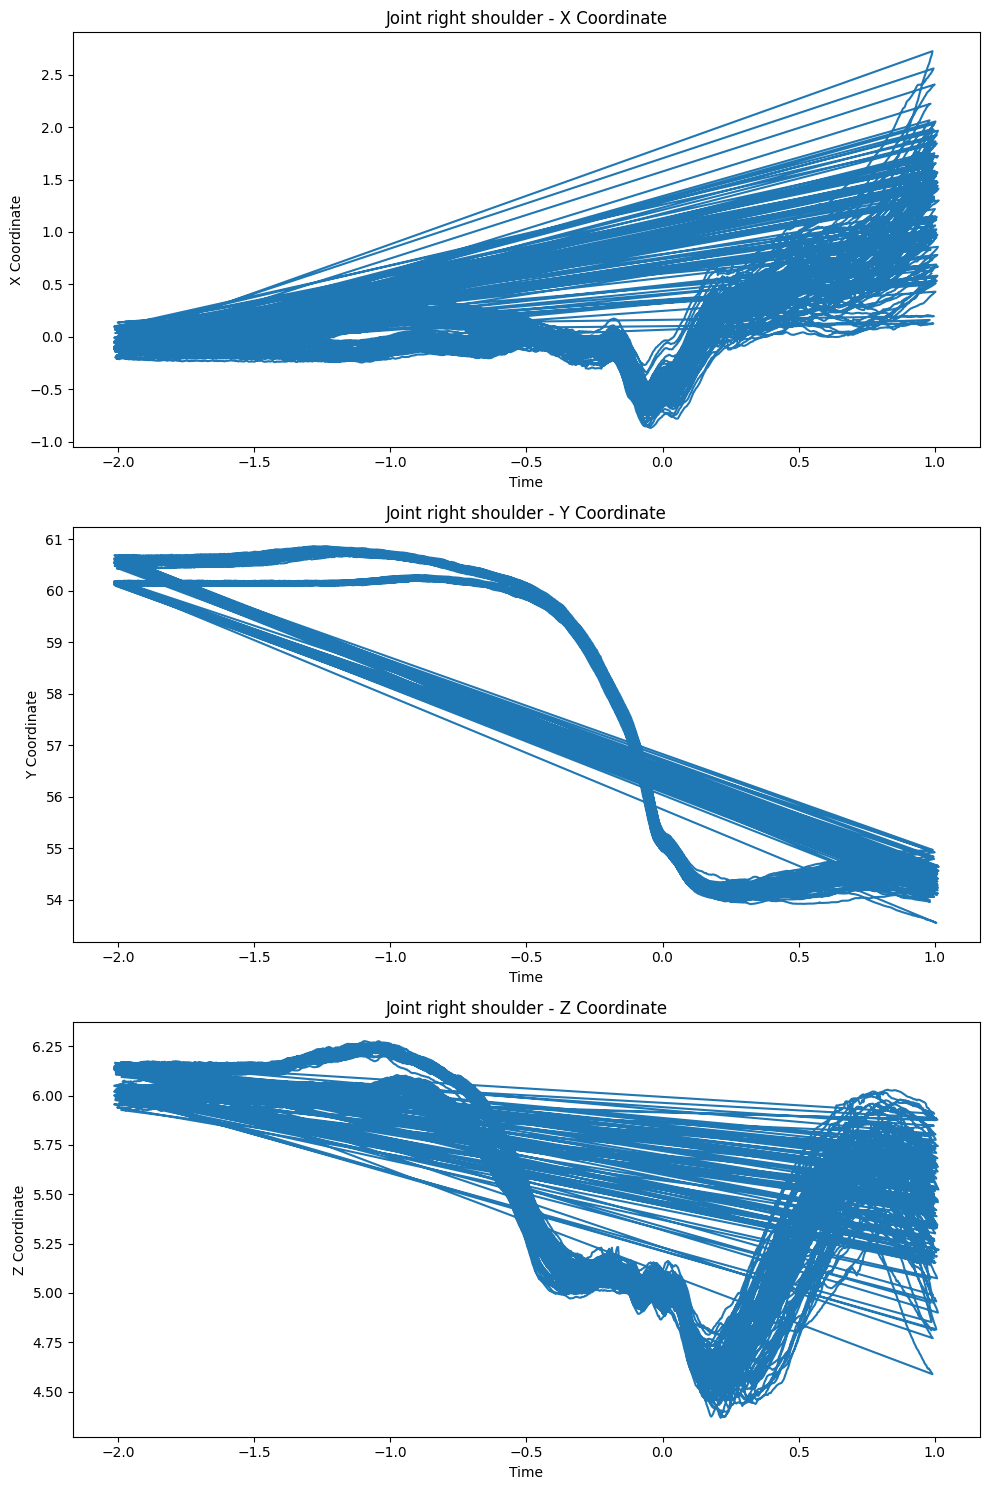 Joint right shoulder - X Coordinate
2.5
2.0
1.5
1.0
0.5
0.0
−0.5
−1.0
X Coordinate
−2.0 −1.5 −1.0 −0.5 0.0 0.5 1.0
Time
Joint right shoulder - Y Coordinate
61
60
59
58
57
56
55
54
Y Coordinate
−2.0 −1.5 −1.0 −0.5 0.0 0.5 1.0
Time
Joint right shoulder - Z Coordinate
6.25
6.00
5.75
5.50
5.25
5.00
4.75
4.50
Z Coordinate
−2.0 −1.5 −1.0 −0.5 0.0 0.5 1.0
Time